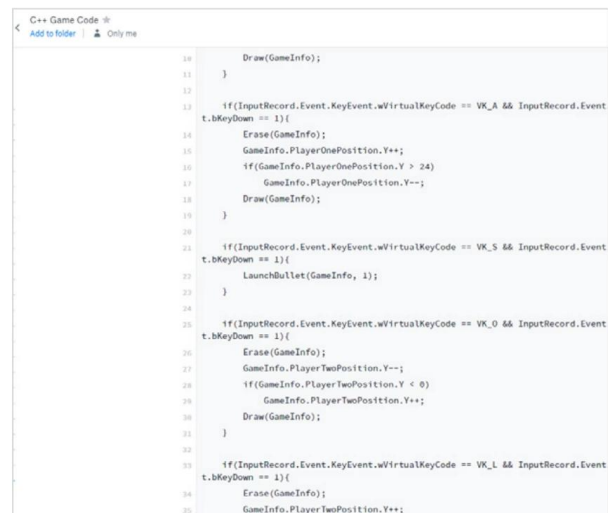 C++ Game Code ☆
Add to folder | Only me
10 Draw(GameInfo);
11 }
12
13 if(InputRecord.Event.KeyEvent.wVirtualKeyCode == VK_A && InputRecord.Even
t.bKeyDown == 1){
14 Erase(GameInfo);
15 GameInfo.PlayerOnePosition.Y++;
16 if(GameInfo.PlayerOnePosition.Y > 24)
17 GameInfo.PlayerOnePosition.Y--;
18 Draw(GameInfo);
19 }
20
21 if(InputRecord.Event.KeyEvent.wVirtualKeyCode == VK_S && InputRecord.Even
t.bKeyDown == 1){
22 LaunchBullet(GameInfo, 1);
23 }
24
25 if(InputRecord.Event.KeyEvent.wVirtualKeyCode == VK_O && InputRecord.Even
t.bKeyDown == 1){
26 Erase(GameInfo);
27 GameInfo.PlayerTwoPosition.Y--;
28 if(GameInfo.PlayerTwoPosition.Y < 0)
29 GameInfo.PlayerTwoPosition.Y++;
30 Draw(GameInfo);
31 }
32
33 if(InputRecord.Event.KeyEvent.wVirtualKeyCode == VK_L && InputRecord.Even
t.bKeyDown == 1){
34 Erase(GameInfo);
35 GameInfo.PlayerTwoPosition.Y++;